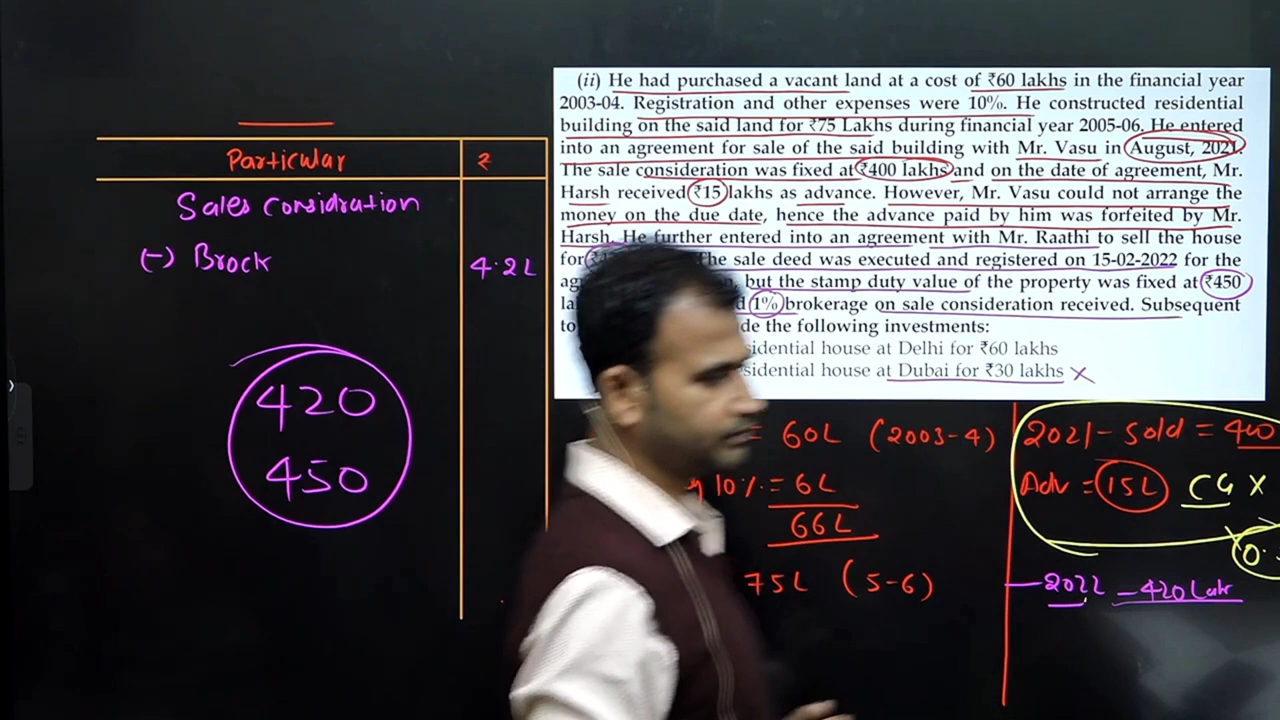 Particular ₹
Sales Considration
(-) Brock 4.2L
420
450
(ii) He had purchased a vacant land at a cost of ₹60 lakhs in the financial year
2003-04. Registration and other expenses were 10%. He constructed residential
building on the said land for ₹75 Lakhs during financial year 2005-06. He entered
into an agreement for sale of the said building with Mr. Vasu in August, 2021.
The sale consideration was fixed at ₹400 lakhs and on the date of agreement, Mr.
Harsh received ₹15 lakhs as advance. However, Mr. Vasu could not arrange the
money on the due date, hence the advance paid by him was forfeited by Mr.
Harsh. He further entered into an agreement with Mr. Raathi to sell the house
for The sale deed was executed and registered on 15-02-2022 for the
but the stamp duty value of the property was fixed at ₹450
1% brokerage on sale consideration received. Subsequent
to the following investments:
house at Delhi for ₹60 lakhs
house at Dubai for ₹30 lakhs X
= 60L (2003-4)
10% = 6L
66L
75L (5-6)
2021 - Sold = 400
Adv = 15L CG X
2022 - 420 Lakh